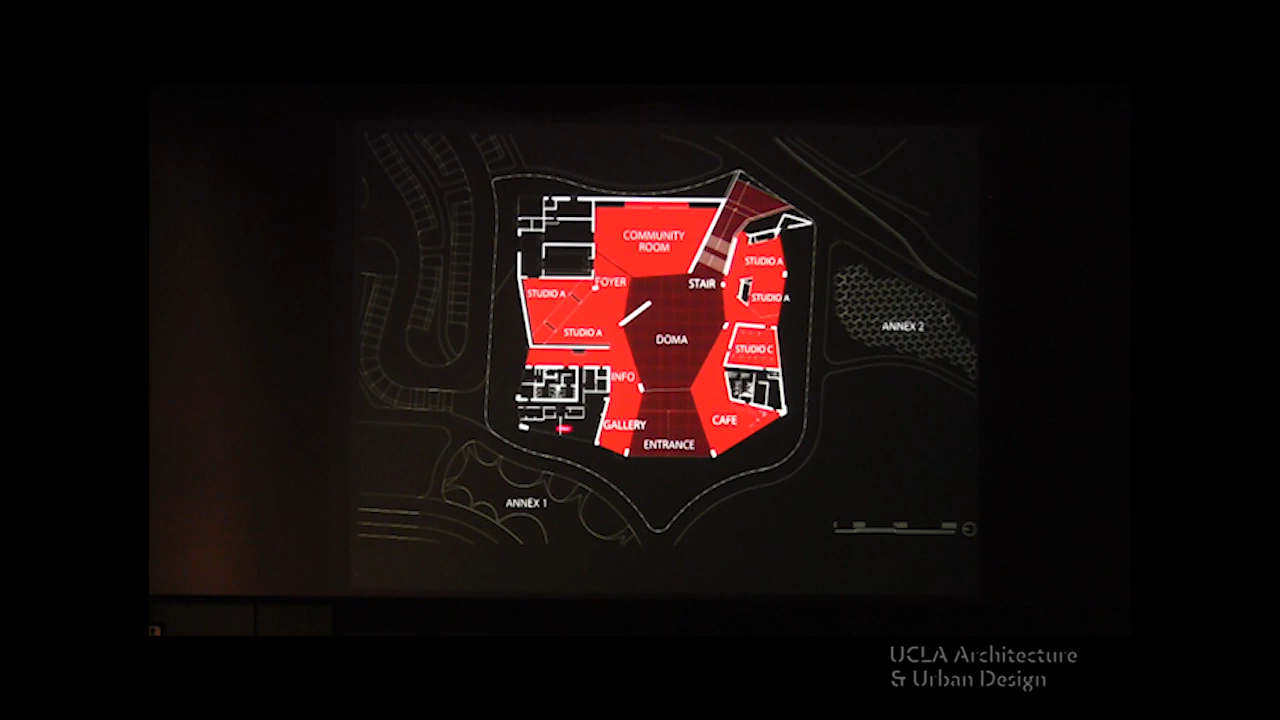 COMMUNITY
ROOM
STUDIO A
FOYER
STAIR
STUDIO A
STUDIO A
ANNEX 2
STUDIO A
DOMA
STUDIO C
INFO
GALLERY
CAFE
ENTRANCE
ANNEX 1
UCLA Architecture
& Urban Design